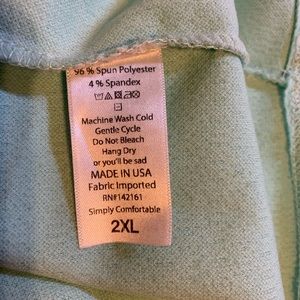 96 % Spun Polyester
4 % Spandex
Machine Wash Cold
Gentle Cycle
Do Not Bleach
Hang Dry
or you'll be sad
MADE IN USA
Fabric Imported
RN#142161
Simply Comfortable
2XL